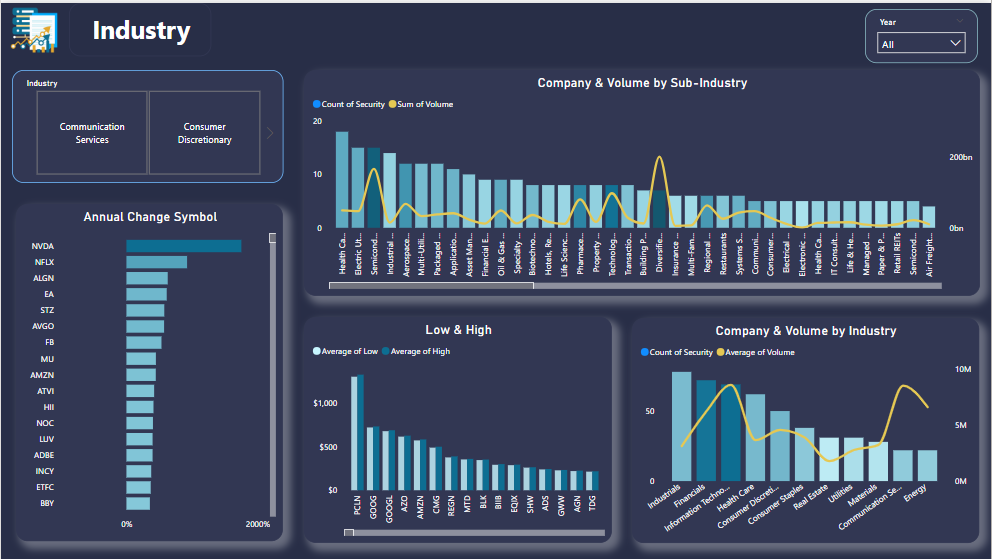 Industry
Year
All
Industry
Communication
Services
Consumer
Discretionary
Company & Volume by Sub-Industry
Count of Security Sum of Volume
20
10
0
200bn
0bn
Health Ca...
Electric Ut...
Semicond...
Industrial ...
Aerospace...
Multi-Utili...
Packaged ...
Applicatio...
Asset Man...
Financial E...
Oil & Gas ...
Specialty ...
Biotechno...
Hotels, Re...
Life Scienc...
Pharmace...
Property ...
Technolog...
Transactio...
Building P...
Diversifie...
Insurance ...
Multi-Fam...
Regional ...
Restaurants
Systems S...
Communi...
Consumer...
Electrical ...
Electronic ...
Health Ca...
IT Consult...
Life & He...
Managed ...
Paper & P...
Retail REITs
Semicond...
Air Freight...
Annual Change Symbol
NVDA
NFLX
ALGN
EA
STZ
AVGO
FB
MU
AMZN
ATVI
HII
NOC
LUV
ADBE
INCY
ETFC
BBY
0%
2000%
Low & High
Average of Low Average of High
$1,000
$500
$0
PCLN
GOOG
GOOGL
AZO
AMZN
CMG
REGN
MTD
BLK
BIIB
EQIX
SHW
ADS
GWW
AGN
TDG
Company & Volume by Industry
Count of Security Average of Volume
50
0
10M
5M
0M
Industrials
Financials
Information Techno...
Health Care
Consumer Discreti...
Consumer Staples
Real Estate
Utilities
Materials
Communication Se...
Energy